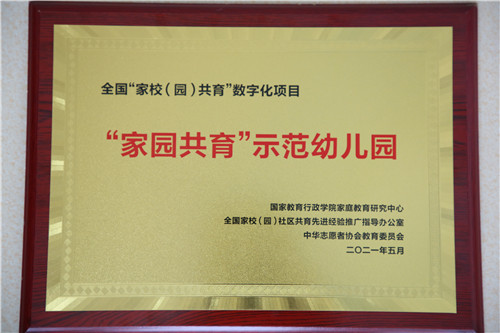 全国“家校（园）共育”数字化项目
“家园共育”示范幼儿园
国家教育行政学院家庭教育研究中心
全国家校（园）社区共育先进经验推广指导办公室
中华志愿者协会教育委员会
二〇二一年五月